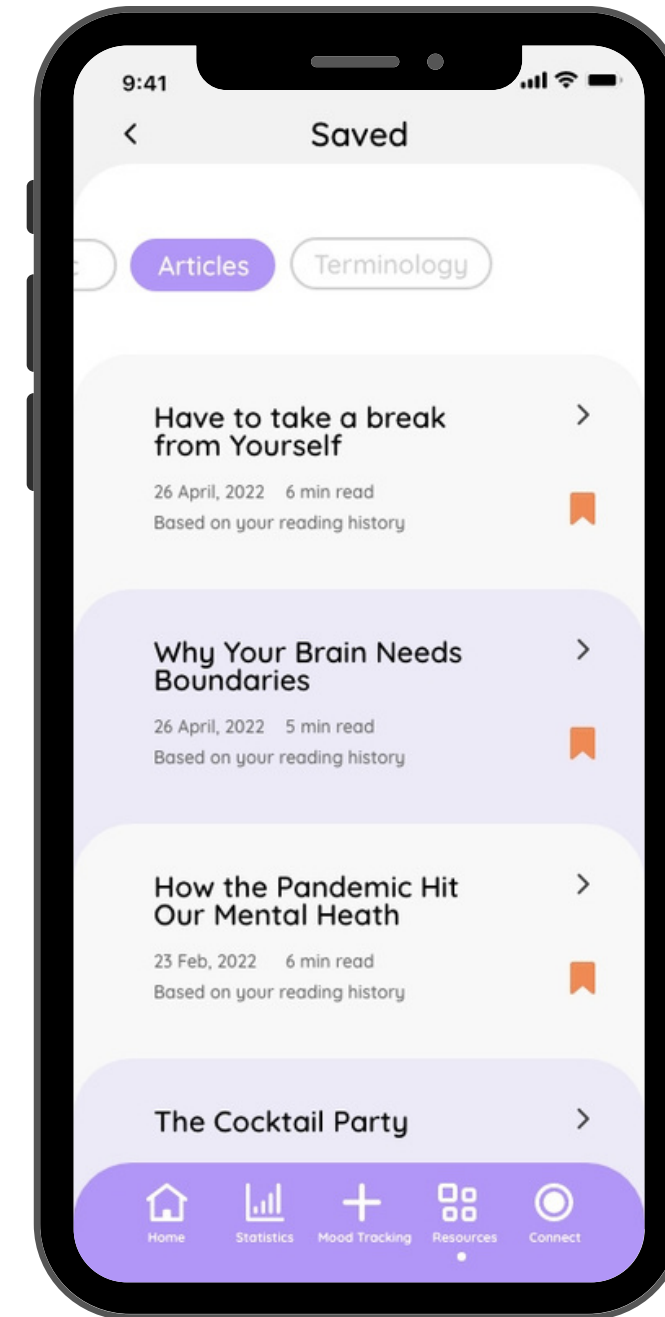 9:41
Saved
c
Articles
Terminology
Have to take a break
from Yourself
26 April, 2022 6 min read
Based on your reading history
Why Your Brain Needs
Boundaries
26 April, 2022 5 min read
Based on your reading history
How the Pandemic Hit
Our Mental Heath
23 Feb, 2022 6 min read
Based on your reading history
The Cocktail Party
Home
Statistics
Mood Tracking
Resources
Connect